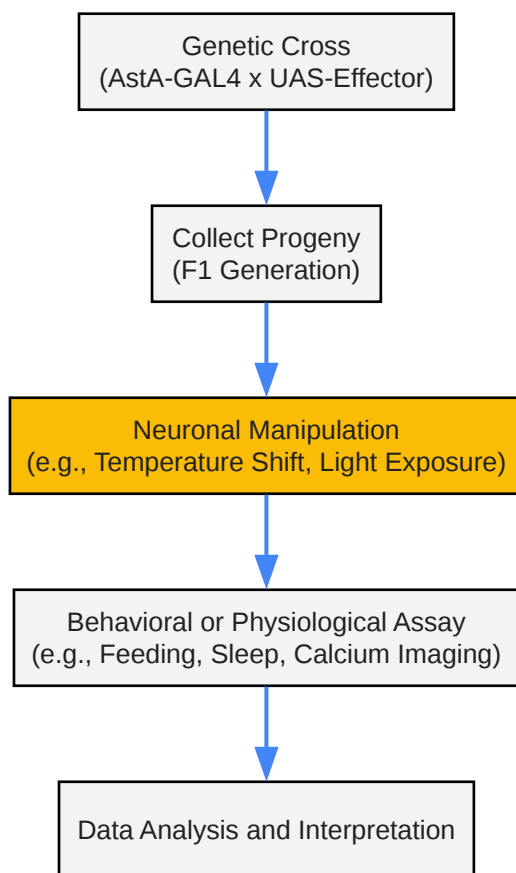 Genetic Cross
(AstA-GAL4 x UAS-Effector)
Collect Progeny
(F1 Generation)
Neuronal Manipulation
(e.g., Temperature Shift, Light Exposure)
Behavioral or Physiological Assay
(e.g., Feeding, Sleep, Calcium Imaging)
Data Analysis and Interpretation